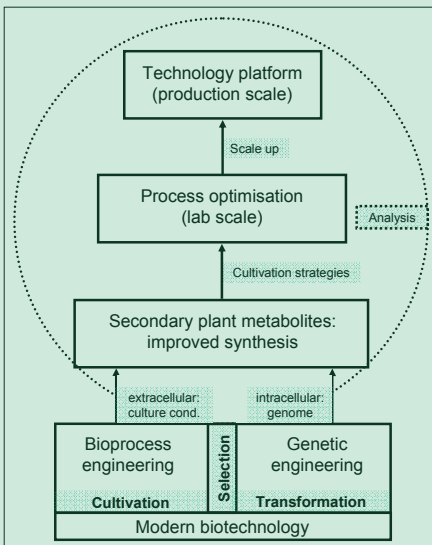 Technology platform
(production scale)
Scale up
Process optimisation
(lab scale)
Analysis
Cultivation strategies
Secondary plant metabolites:
improved synthesis
extracellular:
culture cond.
intracellular:
genome
Bioprocess
engineering
Cultivation
Selection
Genetic
engineering
Transformation
Modern biotechnology